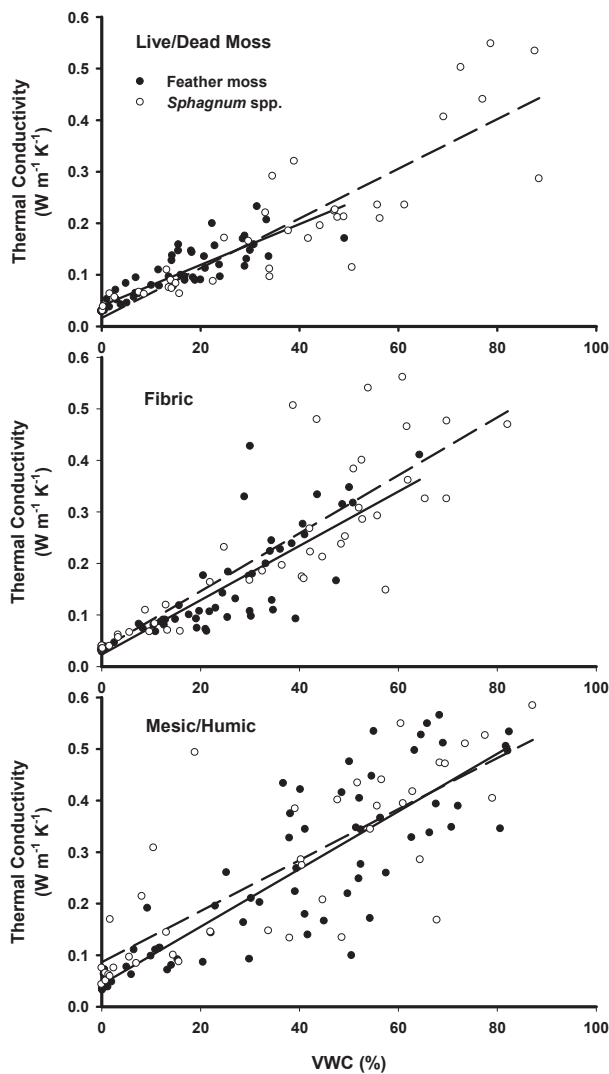 0.6
Live/Dead Moss
0.5
Feather moss
Sphagnum spp.
0.4
0.3
0.2
0.1
0.0
Thermal Conductivity
(W m-1 K-1)
0 20 40 60 80 100
0.6
Fibric
0.5
0.4
0.3
0.2
0.1
0.0
Thermal Conductivity
(W m-1 K-1)
0 20 40 60 80 100
0.6
Mesic/Humic
0.5
0.4
0.3
0.2
0.1
0.0
Thermal Conductivity
(W m-1 K-1)
0 20 40 60 80 100
VWC (%)